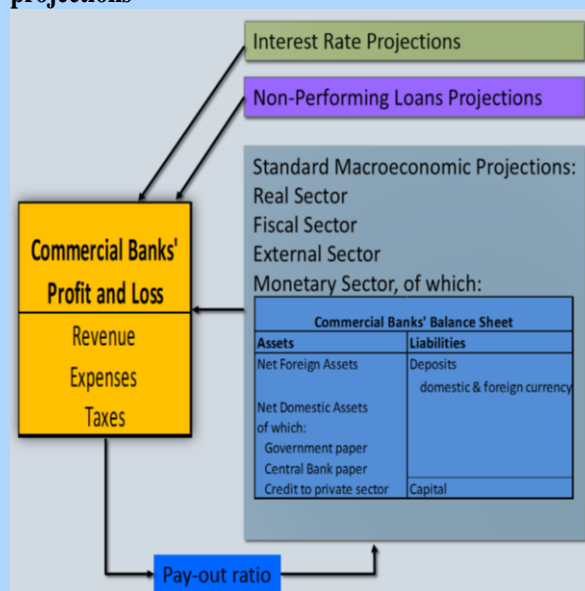 projections
Interest Rate Projections
Non-Performing Loans Projections
Standard Macroeconomic Projections:
Real Sector
Fiscal Sector
External Sector
Monetary Sector, of which:
Commercial Banks' Balance Sheet
Assets Liabilities
Net Foreign Assets Deposits
domestic & foreign currency
Net Domestic Assets
of which:
Government paper
Central Bank paper
Credit to private sector Capital
Commercial Banks'
Profit and Loss
Revenue
Expenses
Taxes
Pay-out ratio